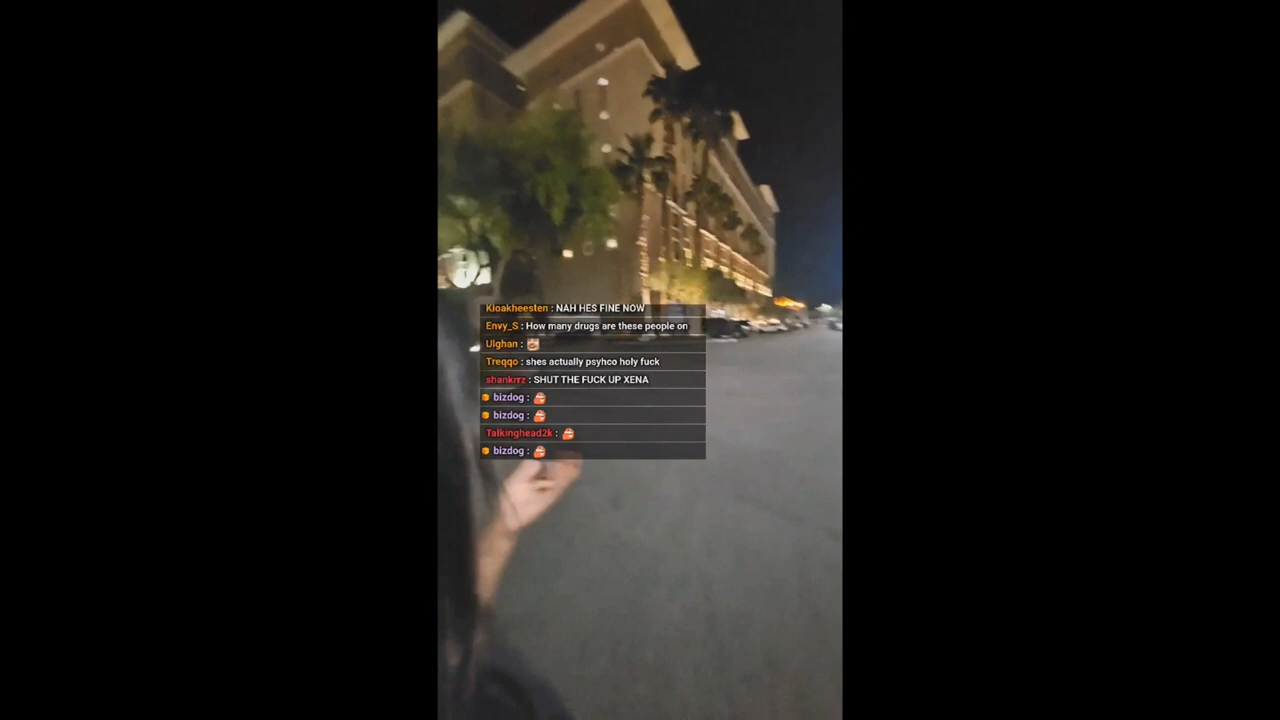 Kloakheesten : NAH HES FINE NOW
Envy_S : How many drugs are these people on
Ulghan :
Treqqo : shes actually psyhco holy fuck
shankrrz : SHUT THE FUCK UP XENA
bizdog :
bizdog :
Talkinghead2k :
bizdog :